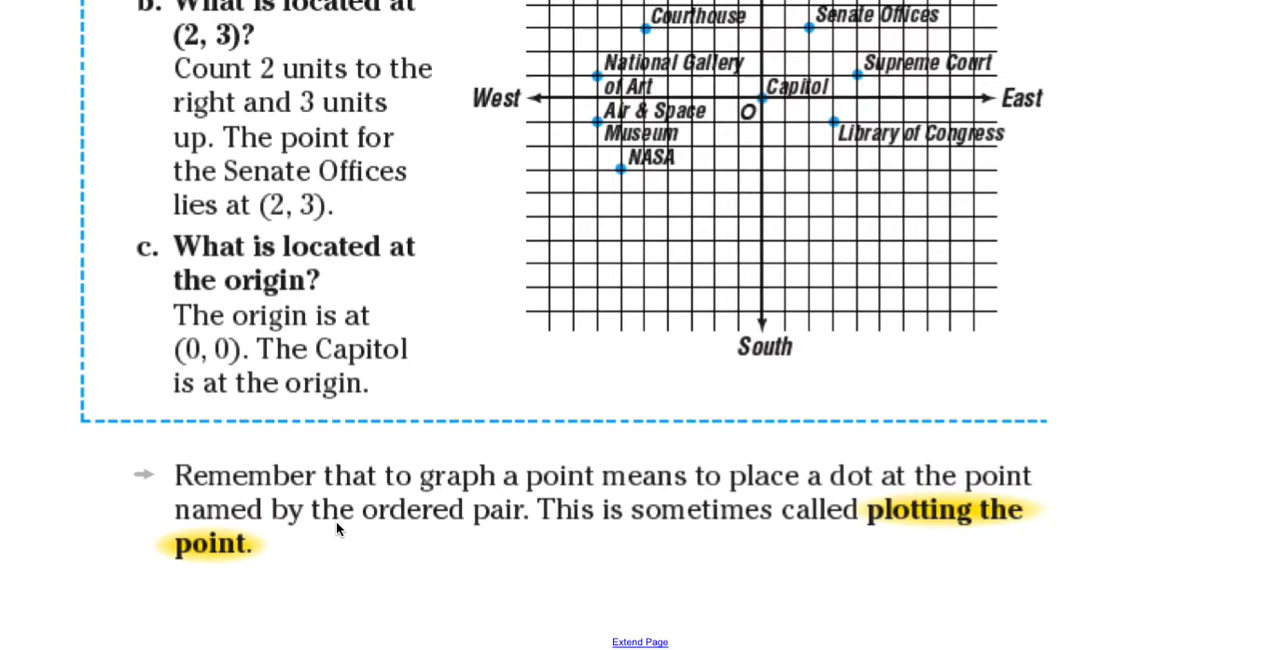 b. What is located at
(2, 3)?
Count 2 units to the
right and 3 units
up. The point for
the Senate Offices
lies at (2, 3).
c. What is located at
the origin?
The origin is at
(0, 0). The Capitol
is at the origin.
Courthouse
Senate Offices
National Gallery
of Art
Supreme Court
Capitol
West
East
Air & Space
Museum
O
Library of Congress
NASA
South
Remember that to graph a point means to place a dot at the point
named by the ordered pair. This is sometimes called plotting the
point.
Extend Page